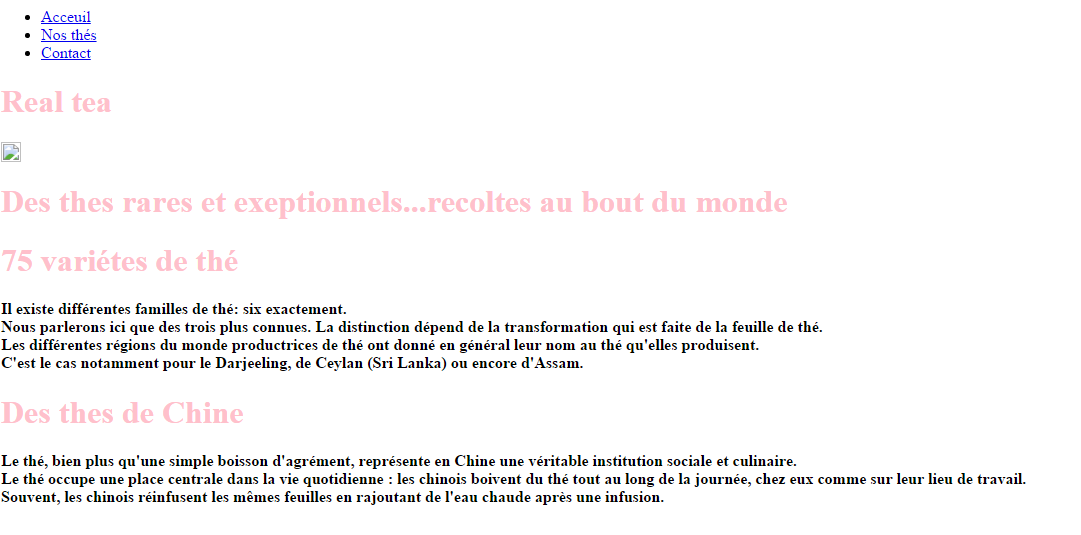 Acceuil
Nos thés
Contact
Real tea
Des thes rares et exeptionnels...recoltes au bout du monde
75 variétes de thé
Il existe différentes familles de thé: six exactement.
Nous parlerons ici que des trois plus connues. La distinction dépend de la transformation qui est faite de la feuille de thé.
Les différentes régions du monde productrices de thé ont donné en général leur nom au thé qu'elles produisent.
C'est le cas notamment pour le Darjeeling, de Ceylan (Sri Lanka) ou encore d'Assam.
Des thes de Chine
Le thé, bien plus qu'une simple boisson d'agrément, représente en Chine une véritable institution sociale et culinaire.
Le thé occupe une place centrale dans la vie quotidienne : les chinois boivent du thé tout au long de la journée, chez eux comme sur leur lieu de travail.
Souvent, les chinois réinfusent les mêmes feuilles en rajoutant de l'eau chaude après une infusion.